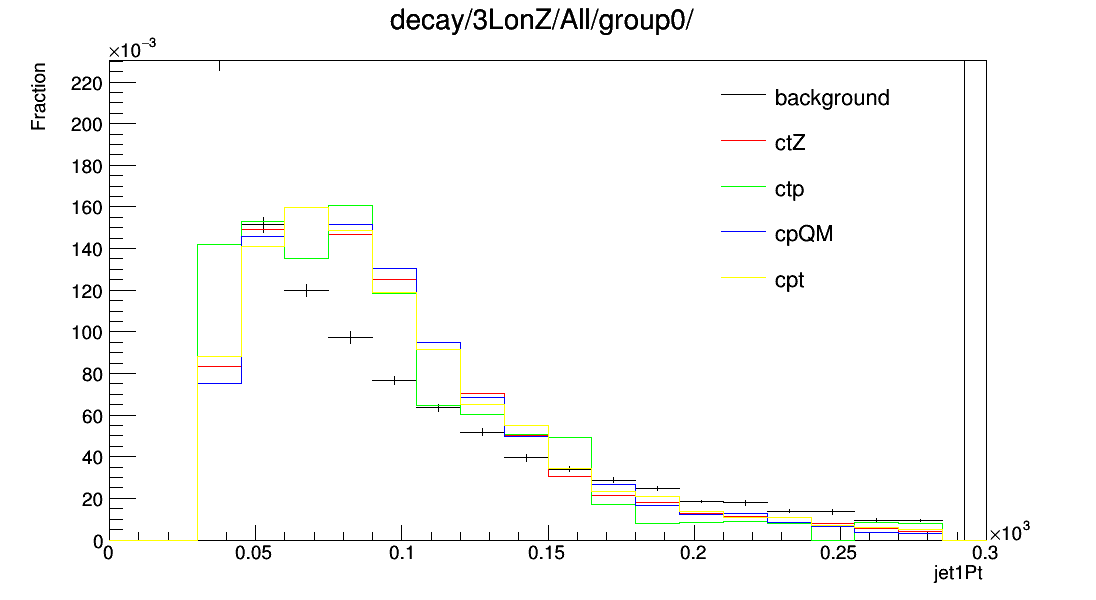 decay/3LonZ/All/group0/
×10⁻³
Fraction
220
200
180
160
140
120
100
80
60
40
20
0
background
ctZ
ctp
cpQM
cpt
0 0.05 0.1 0.15 0.2 0.25 0.3
×10³
jet1Pt